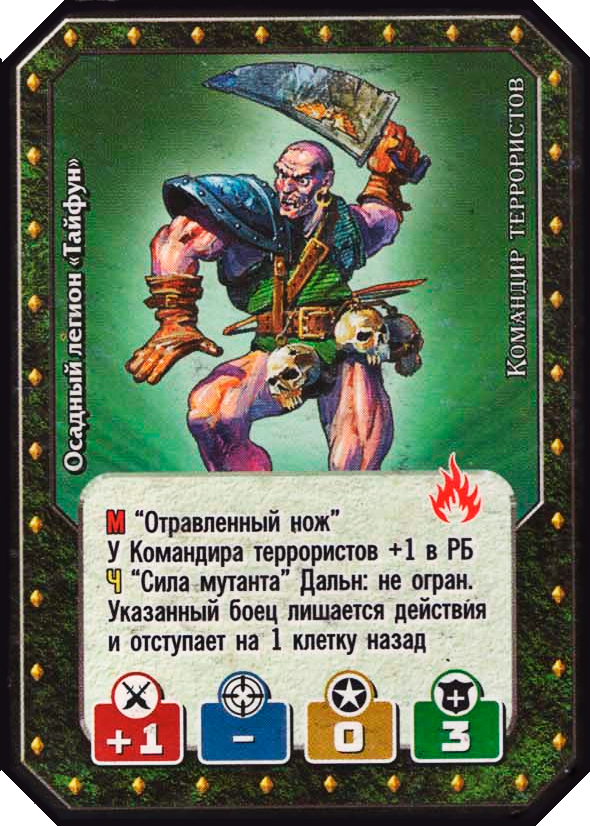 Осадный легион «Тайфун»
Командир террористов
М "Отравленный нож"
У Командира террористов +1 в РБ
Ч "Сила мутанта" Дальн: не огран.
Указанный боец лишается действия
и отступает на 1 клетку назад
+1 - 0 3